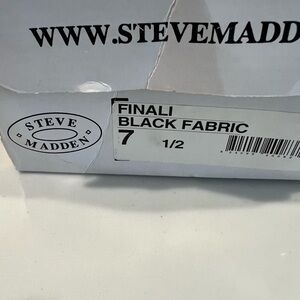 WWW.STEVEMADD
STEVE
MADDEN
FINALI
BLACK FABRIC
7 1/2